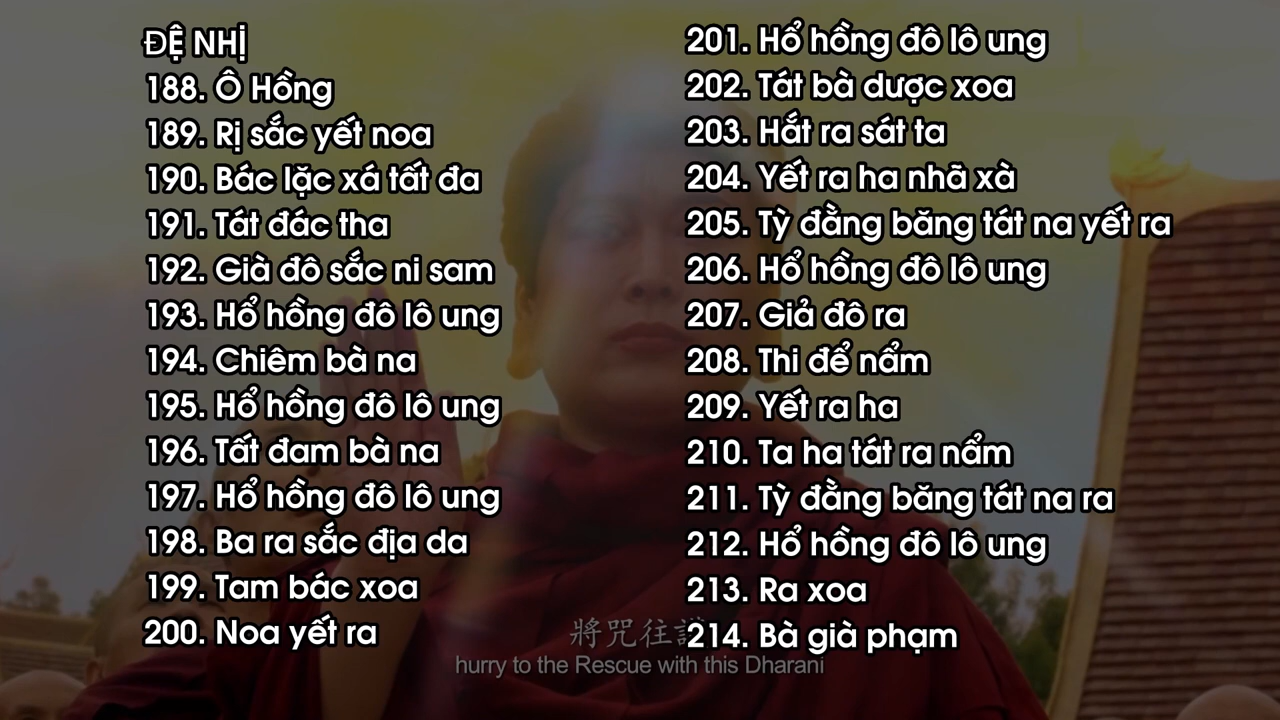 ĐỆ NHỊ
188. Ô Hồng
189. Rị sắc yết noa
190. Bác lặc xá tất đa
191. Tát đác tha
192. Già đô sắc ni sam
193. Hổ hồng đô lô ung
194. Chiêm bà na
195. Hổ hồng đô lô ung
196. Tất đam bà na
197. Hổ hồng đô lô ung
198. Ba ra sắc địa da
199. Tam bác xoa
200. Noa yết ra
201. Hổ hồng đô lô ung
202. Tát bà dược xoa
203. Hắt ra sát ta
204. Yết ra ha nhã xà
205. Tỳ đằng băng tát na yết ra
206. Hổ hồng đô lô ung
207. Giả đô ra
208. Thi để nẩm
209. Yết ra ha
210. Ta ha tát ra nẩm
211. Tỳ đằng băng tát na ra
212. Hổ hồng đô lô ung
213. Ra xoa
214. Bà già phạm
將咒往
hurry to the Rescue with this Dharani